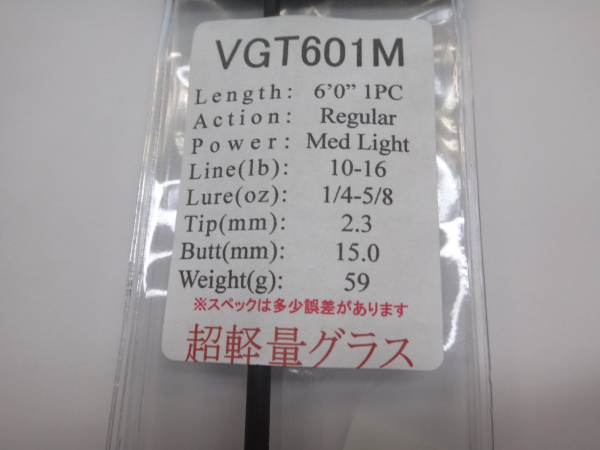 VGT601M
Length: 6'0" 1PC
Action: Regular
Power: Med Light
Line(lb): 10-16
Lure(oz): 1/4-5/8
Tip(mm): 2.3
Butt(mm): 15.0
Weight(g): 59
※スペックは多少誤差があります
超軽量グラス